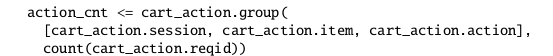 action_cnt <= cart_action.group(
[cart_action.session, cart_action.item, cart_action.action],
count(cart_action.reqid))